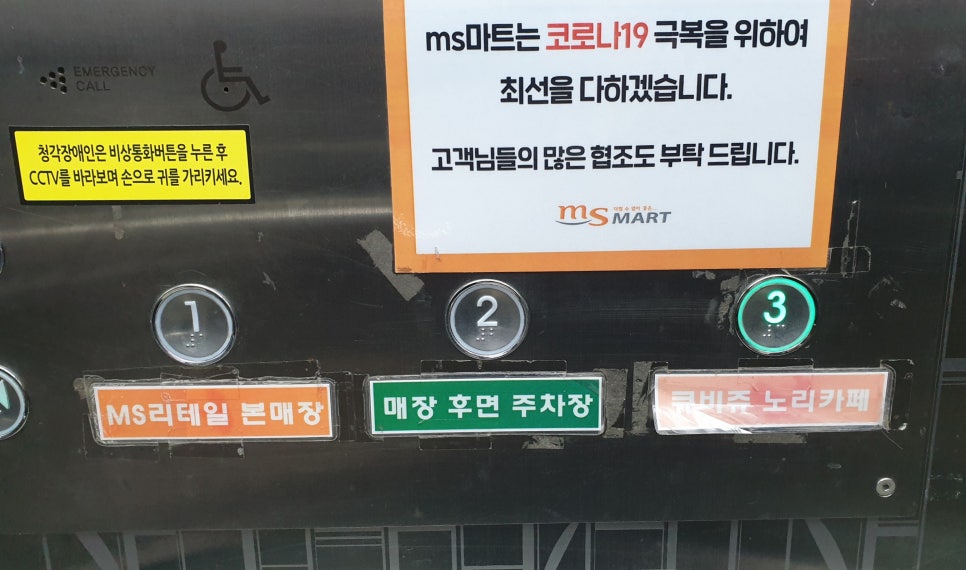 EMERGENCY
CALL
청각장애인은 비상통화버튼을 누른 후
CCTV를 바라보며 손으로 귀를 가리키세요.
ms마트는 코로나19 극복을 위하여
최선을 다하겠습니다.
고객님들의 많은 협조도 부탁 드립니다.
ms MART
1
2
3
MS리테일 본매장
매장 후면 주차장
노리카페